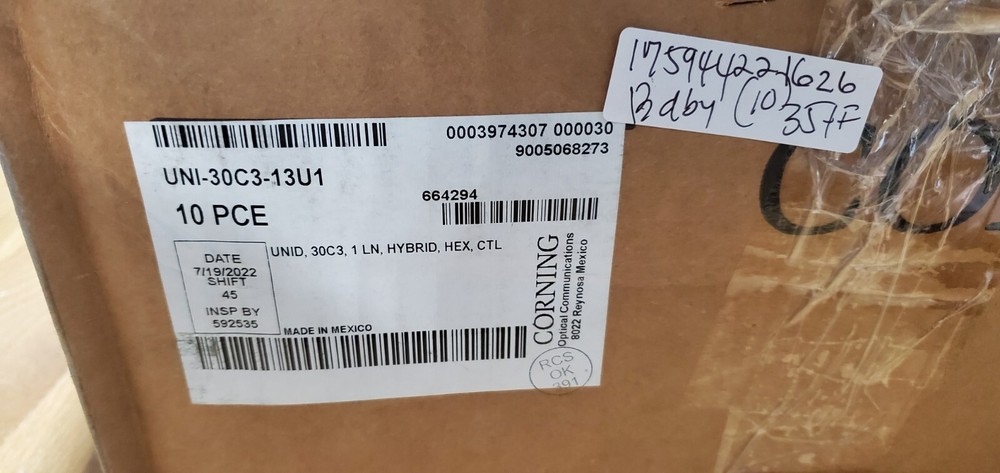 175944221626
Bdby (10)
357F
0003974307 000030
9005068273
UNI-30C3-13U1
664294
10 PCE
UNID, 30C3, 1 LN, HYBRID, HEX, CTL
DATE
7/19/2022
SHIFT
45
INSP BY
592535
MADE IN MEXICO
CORNING
Optical Communications
8022 Reynosa Mexico
RCS
OK
391